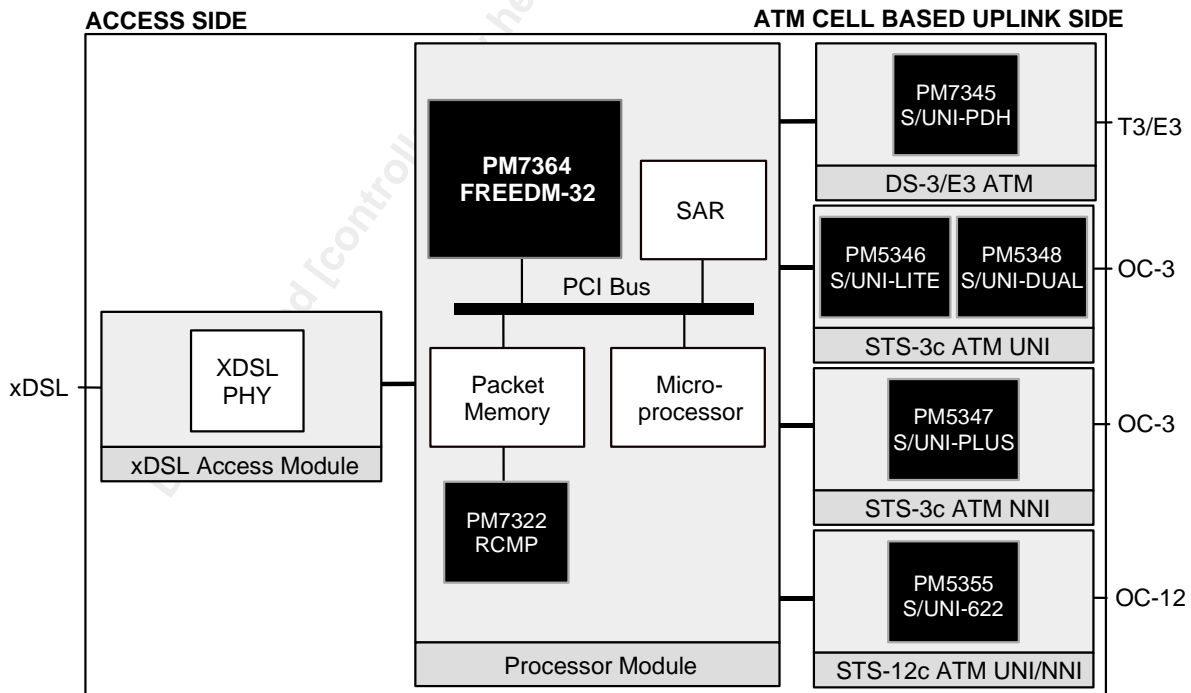 ACCESS SIDE
ATM CELL BASED UPLINK SIDE
xDSL
XDSL
PHY
xDSL Access Module
PM7364
FREEDM-32
SAR
PCI Bus
Packet
Memory
Micro-
processor
PM7322
RCMP
Processor Module
PM7345
S/UNI-PDH
DS-3/E3 ATM
T3/E3
PM5346
S/UNI-LITE
PM5348
S/UNI-DUAL
STS-3c ATM UNI
OC-3
PM5347
S/UNI-PLUS
STS-3c ATM NNI
OC-3
PM5355
S/UNI-622
STS-12c ATM UNI/NNI
OC-12
[controll